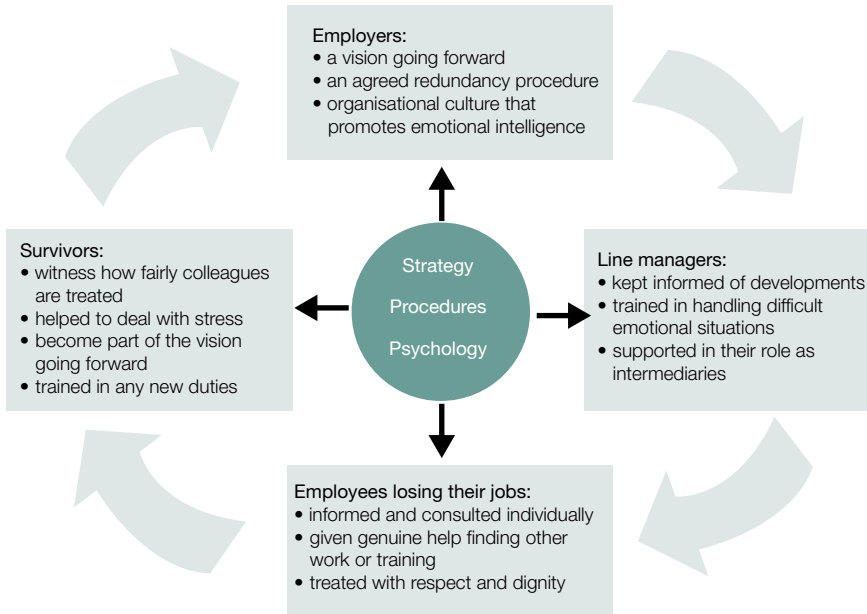 Employers:
• a vision going forward
• an agreed redundancy procedure
• organisational culture that
promotes emotional intelligence
Survivors:
• witness how fairly colleagues
are treated
• helped to deal with stress
• become part of the vision
going forward
• trained in any new duties
Strategy
Procedures
Psychology
Line managers:
• kept informed of developments
• trained in handling difficult
emotional situations
• supported in their role as
intermediaries
Employees losing their jobs:
• informed and consulted individually
• given genuine help finding other
work or training
• treated with respect and dignity